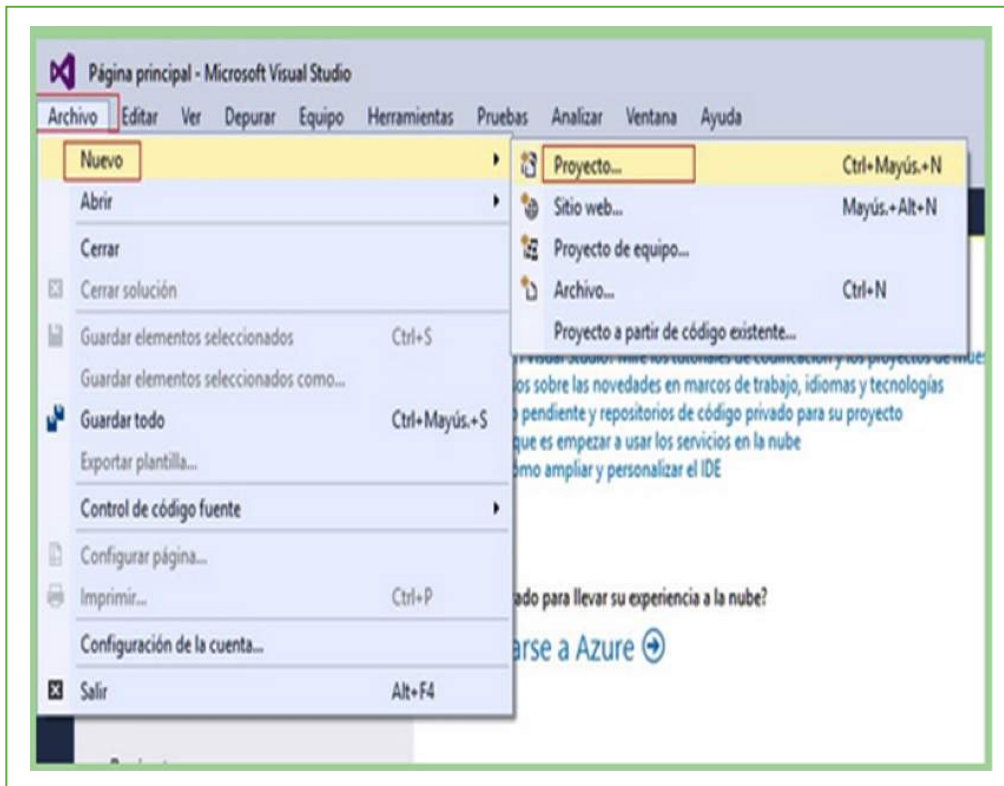 Página principal - Microsoft Visual Studio
Archivo Editar Ver Depurar Equipo Herramientas Pruebas Analizar Ventana Ayuda
Nuevo
Abrir
Cerrar
Cerrar solución
Guardar elementos seleccionados Ctrl+S
Guardar elementos seleccionados como...
Guardar todo Ctrl+Mayús.+S
Exportar plantilla...
Control de código fuente
Configurar página...
Imprimir... Ctrl+P
Configuración de la cuenta...
Salir Alt+F4
Proyecto... Ctrl+Mayús.+N
Sitio web... Mayús.+Alt+N
Proyecto de equipo...
Archivo... Ctrl+N
Proyecto a partir de código existente...
sobre las novedades en marcos de trabajo, idiomas y tecnologías
pendiente y repositorios de código privado para su proyecto
que es empezar a usar los servicios en la nube
ampliar y personalizar el IDE
para llevar su experiencia a la nube?
a Azure